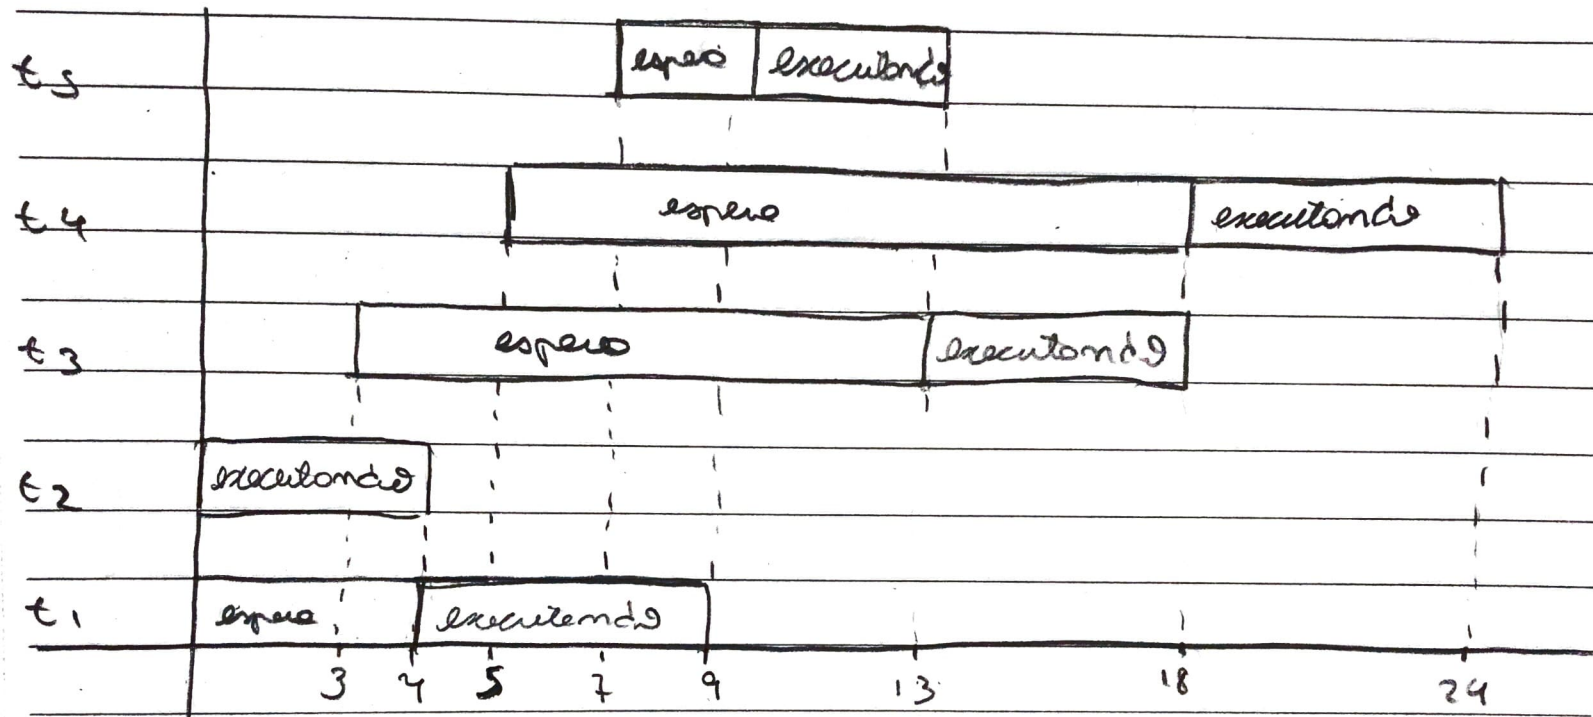 t5 espera executando
t4 espera executando
t3 espera executando
t2 executando
t1 espera executando
3 4 5 7 9 13 18 24